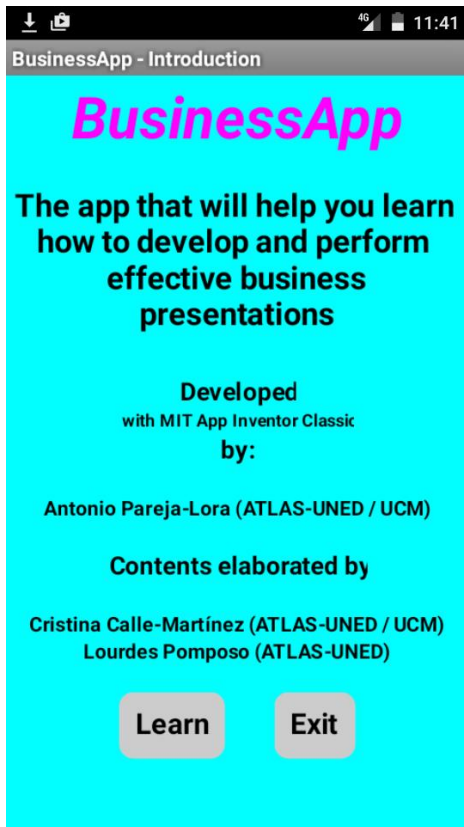 4G 11:41
BusinessApp - Introduction
BusinessApp
The app that will help you learn
how to develop and perform
effective business
presentations
Developed
with MIT App Inventor Classic
by:
Antonio Pareja-Lora (ATLAS-UNED / UCM)
Contents elaborated by
Cristina Calle-Martínez (ATLAS-UNED / UCM)
Lourdes Pomposo (ATLAS-UNED)
Learn Exit